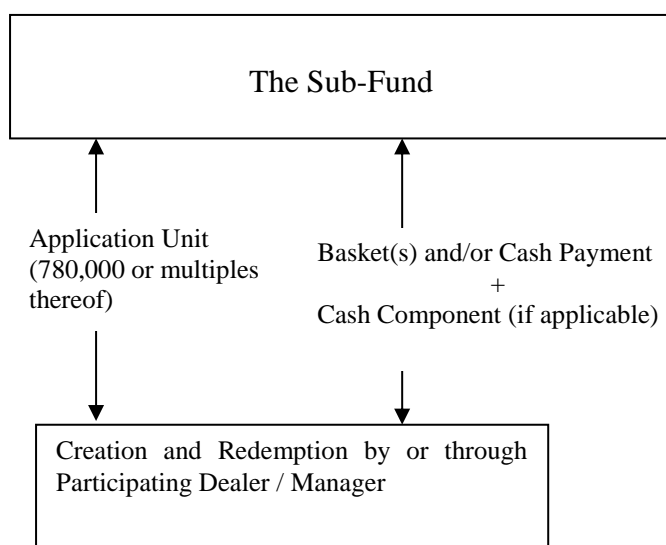 The Sub-Fund
Application Unit
(780,000 or multiples
thereof)
Basket(s) and/or Cash Payment
+
Cash Component (if applicable)
Creation and Redemption by or through
Participating Dealer / Manager